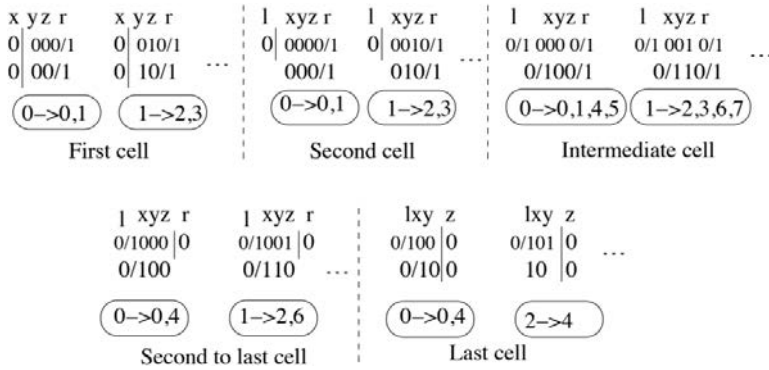 x y z r x y z r l xyz r l xyz r l xyz r l xyz r
0 000/1 0 010/1 0 0000/1 0 0010/1 0/1 000 0/1 0/1 001 0/1
0 00/1 0 10/1 ... 000/1 010/1 ... 0/100/1 0/110/1 ...
0->0,1 1->2,3 0->0,1 1->2,3 0->0,1,4,5 1->2,3,6,7
First cell Second cell Intermediate cell
l xyz r l xyz r lxy z lxy z
0/1000 0 0/1001 0 0/100 0 0/101 0
0/100 0/110 ... 0/10 0 10 0 ...
0->0,4 1->2,6 0->0,4 2->4
Second to last cell Last cell